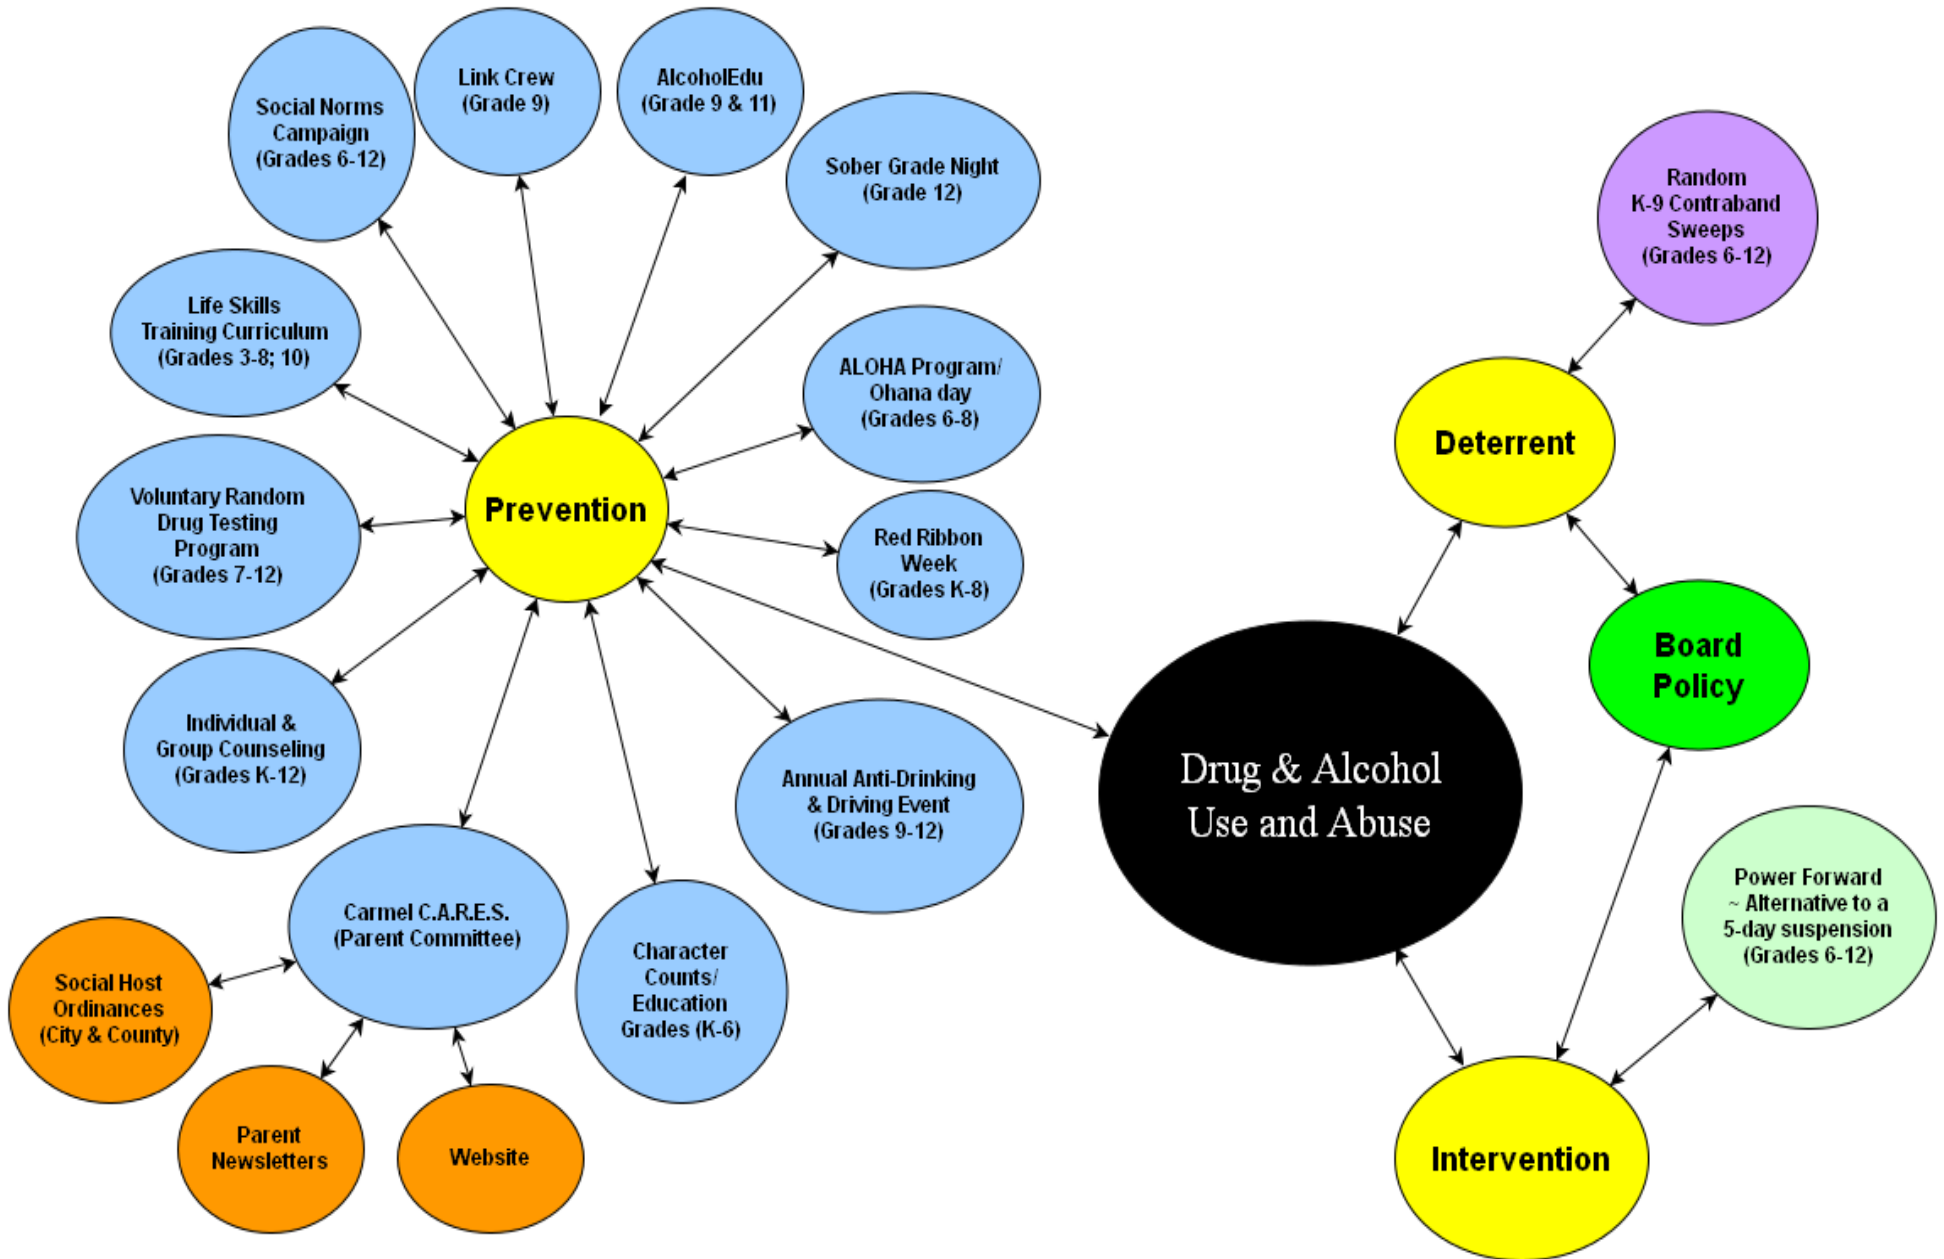 Link Crew
(Grade 9)
AlcoholEdu
(Grade 9 & 11)
Social Norms
Campaign
(Grades 6-12)
Sober Grade Night
(Grade 12)
Random
K-9 Contraband
Sweeps
(Grades 6-12)
Life Skills
Training Curriculum
(Grades 3-8; 10)
ALOHA Program/
Ohana day
(Grades 6-8)
Deterrent
Prevention
Voluntary Random
Drug Testing
Program
(Grades 7-12)
Red Ribbon
Week
(Grades K-8)
Board
Policy
Individual &
Group Counseling
(Grades K-12)
Annual Anti-Drinking
& Driving Event
(Grades 9-12)
Drug & Alcohol
Use and Abuse
Power Forward
~ Alternative to a
5-day suspension
(Grades 6-12)
Carmel C.A.R.E.S.
(Parent Committee)
Character
Counts/
Education
Grades (K-6)
Social Host
Ordinances
(City & County)
Parent
Newsletters
Website
Intervention